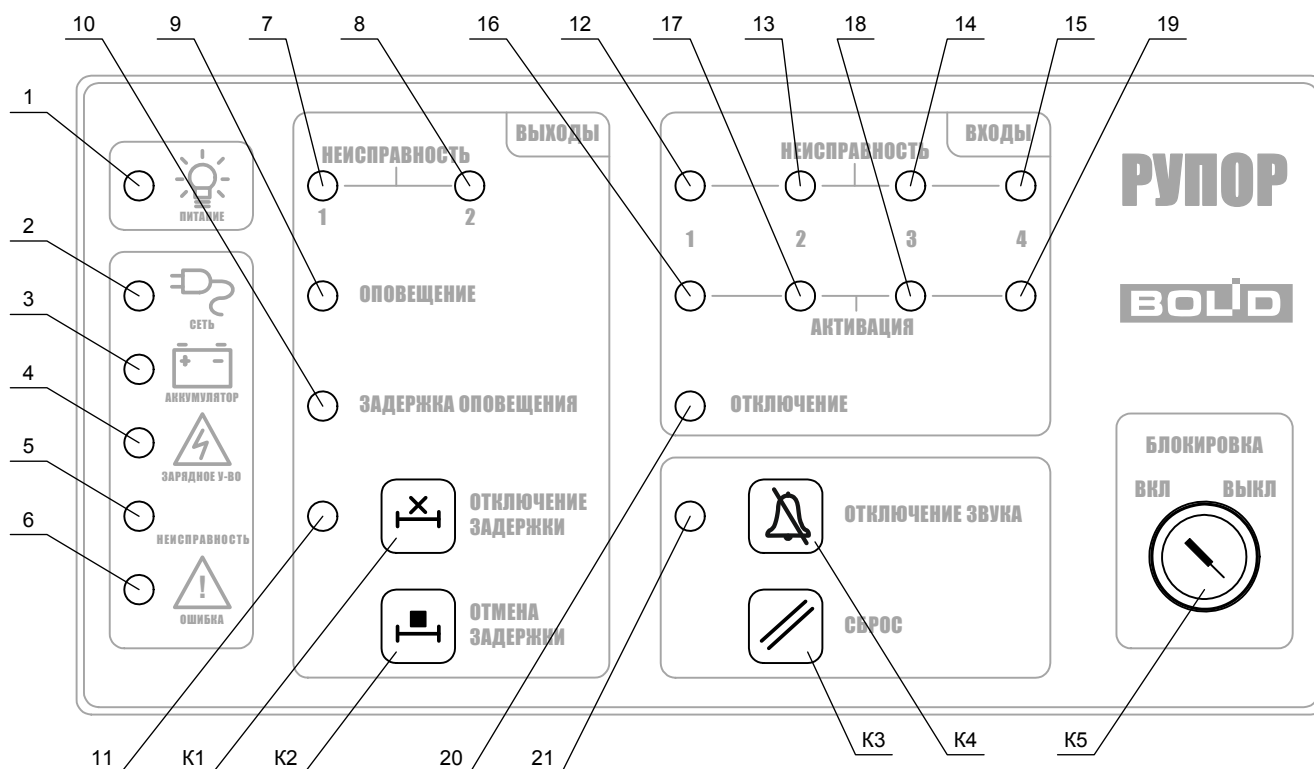 10 9 7 8 16 12 17 13 18 14 15 19
1
2
3
4
5
6
ПИТАНИЕ
СЕТЬ
+ -
АККУМУЛЯТОР
ЗАРЯДНОЕ У-ВО
НЕИСПРАВНОСТЬ
!
ОШИБКА
ВЫХОДЫ
НЕИСПРАВНОСТЬ
1 2
ОПОВЕЩЕНИЕ
ЗАДЕРЖКА ОПОВЕЩЕНИЯ
ОТКЛЮЧЕНИЕ
ЗАДЕРЖКИ
ОТМЕНА
ЗАДЕРЖКИ
ВХОДЫ
НЕИСПРАВНОСТЬ
1 2 3 4
АКТИВАЦИЯ
ОТКЛЮЧЕНИЕ
ОТКЛЮЧЕНИЕ ЗВУКА
СБРОС
РУПОР
BOLID
БЛОКИРОВКА
ВКЛ ВЫКЛ
11 К1 К2 20 21 К3 К4 К5